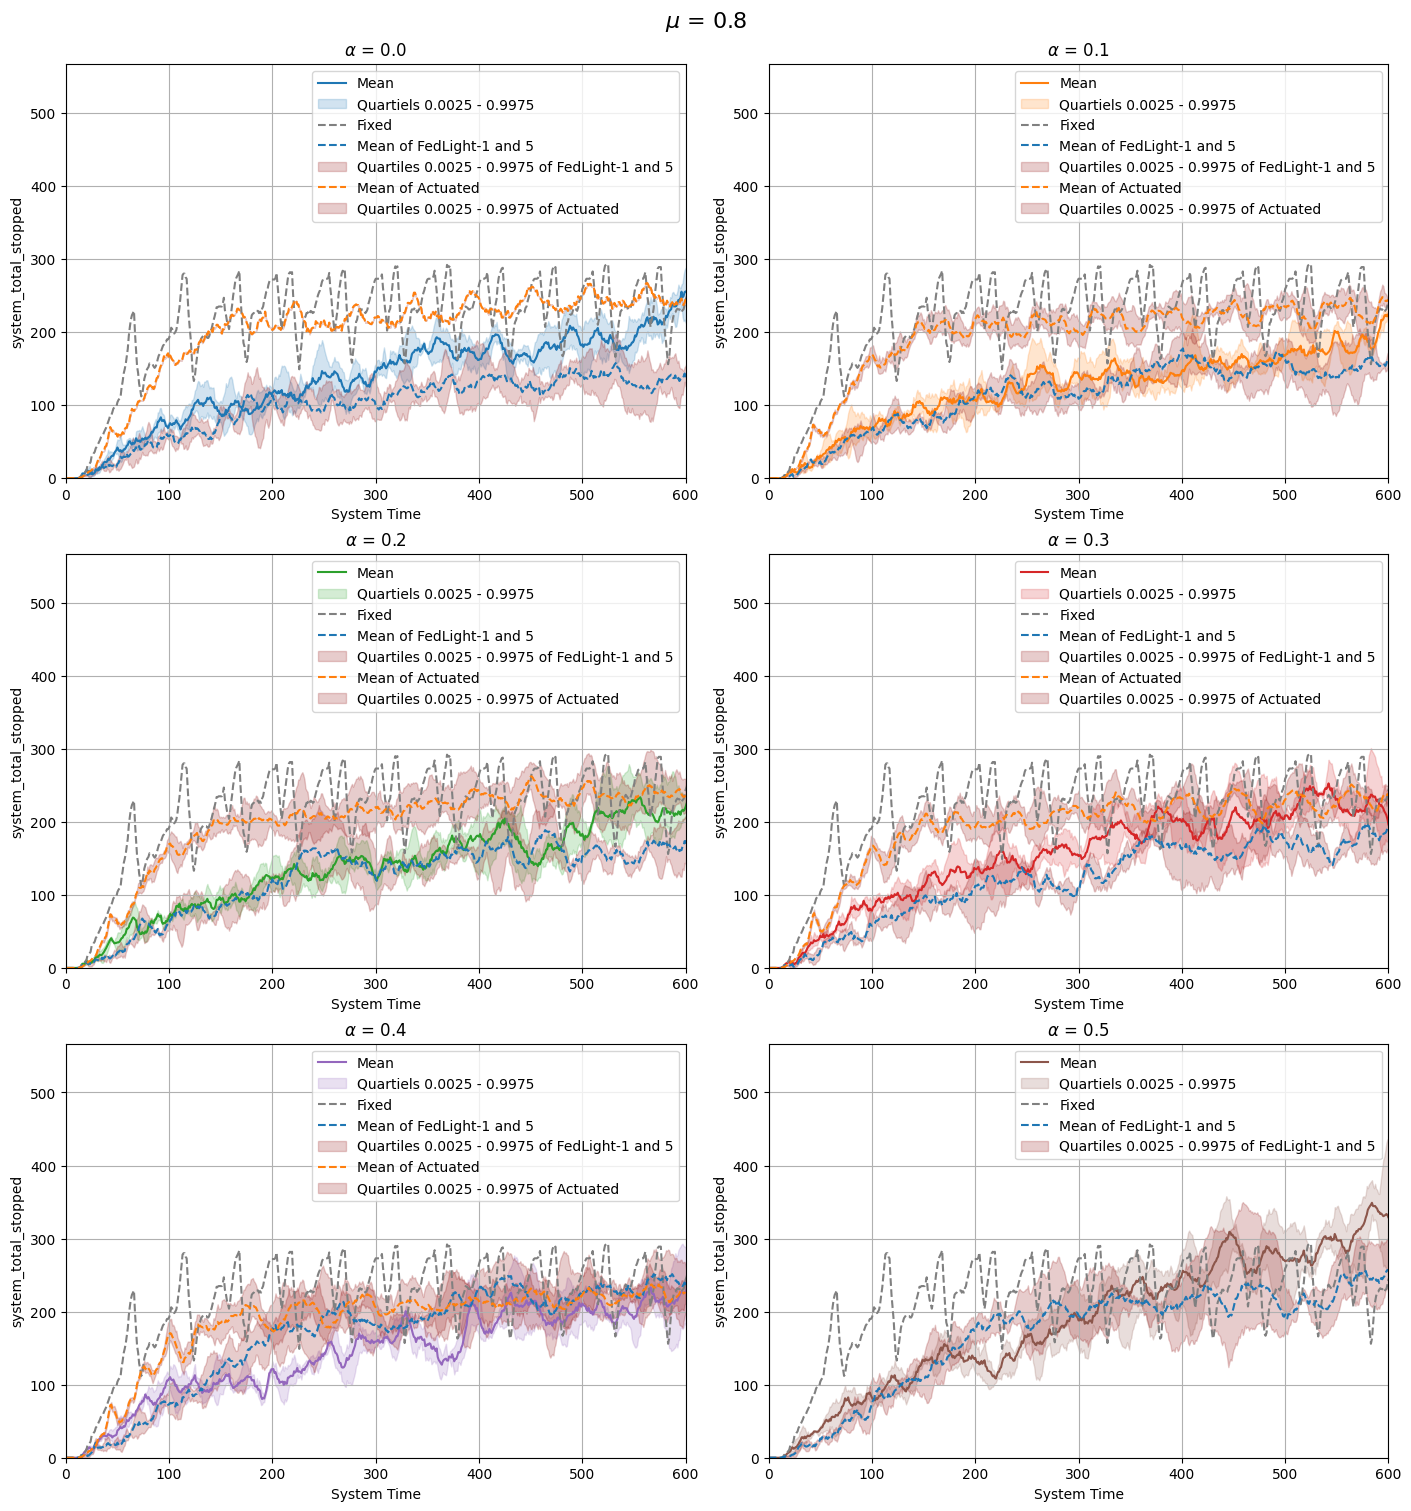 μ = 0.8
α = 0.0
Mean
Quartiels 0.0025 - 0.9975
Fixed
Mean of FedLight-1 and 5
Quartiles 0.0025 - 0.9975 of FedLight-1 and 5
Mean of Actuated
Quartiles 0.0025 - 0.9975 of Actuated
system_total_stopped
500
400
300
200
100
0
0 100 200 300 400 500 600
System Time
α = 0.1
Mean
Quartiels 0.0025 - 0.9975
Fixed
Mean of FedLight-1 and 5
Quartiles 0.0025 - 0.9975 of FedLight-1 and 5
Mean of Actuated
Quartiles 0.0025 - 0.9975 of Actuated
system_total_stopped
500
400
300
200
100
0
0 100 200 300 400 500 600
System Time
α = 0.2
Mean
Quartiels 0.0025 - 0.9975
Fixed
Mean of FedLight-1 and 5
Quartiles 0.0025 - 0.9975 of FedLight-1 and 5
Mean of Actuated
Quartiles 0.0025 - 0.9975 of Actuated
system_total_stopped
500
400
300
200
100
0
0 100 200 300 400 500 600
System Time
α = 0.3
Mean
Quartiels 0.0025 - 0.9975
Fixed
Mean of FedLight-1 and 5
Quartiles 0.0025 - 0.9975 of FedLight-1 and 5
Mean of Actuated
Quartiles 0.0025 - 0.9975 of Actuated
system_total_stopped
500
400
300
200
100
0
0 100 200 300 400 500 600
System Time
α = 0.4
Mean
Quartiels 0.0025 - 0.9975
Fixed
Mean of FedLight-1 and 5
Quartiles 0.0025 - 0.9975 of FedLight-1 and 5
Mean of Actuated
Quartiles 0.0025 - 0.9975 of Actuated
system_total_stopped
500
400
300
200
100
0
0 100 200 300 400 500 600
System Time
α = 0.5
Mean
Quartiels 0.0025 - 0.9975
Fixed
Mean of FedLight-1 and 5
Quartiles 0.0025 - 0.9975 of FedLight-1 and 5
system_total_stopped
500
400
300
200
100
0
0 100 200 300 400 500 600
System Time